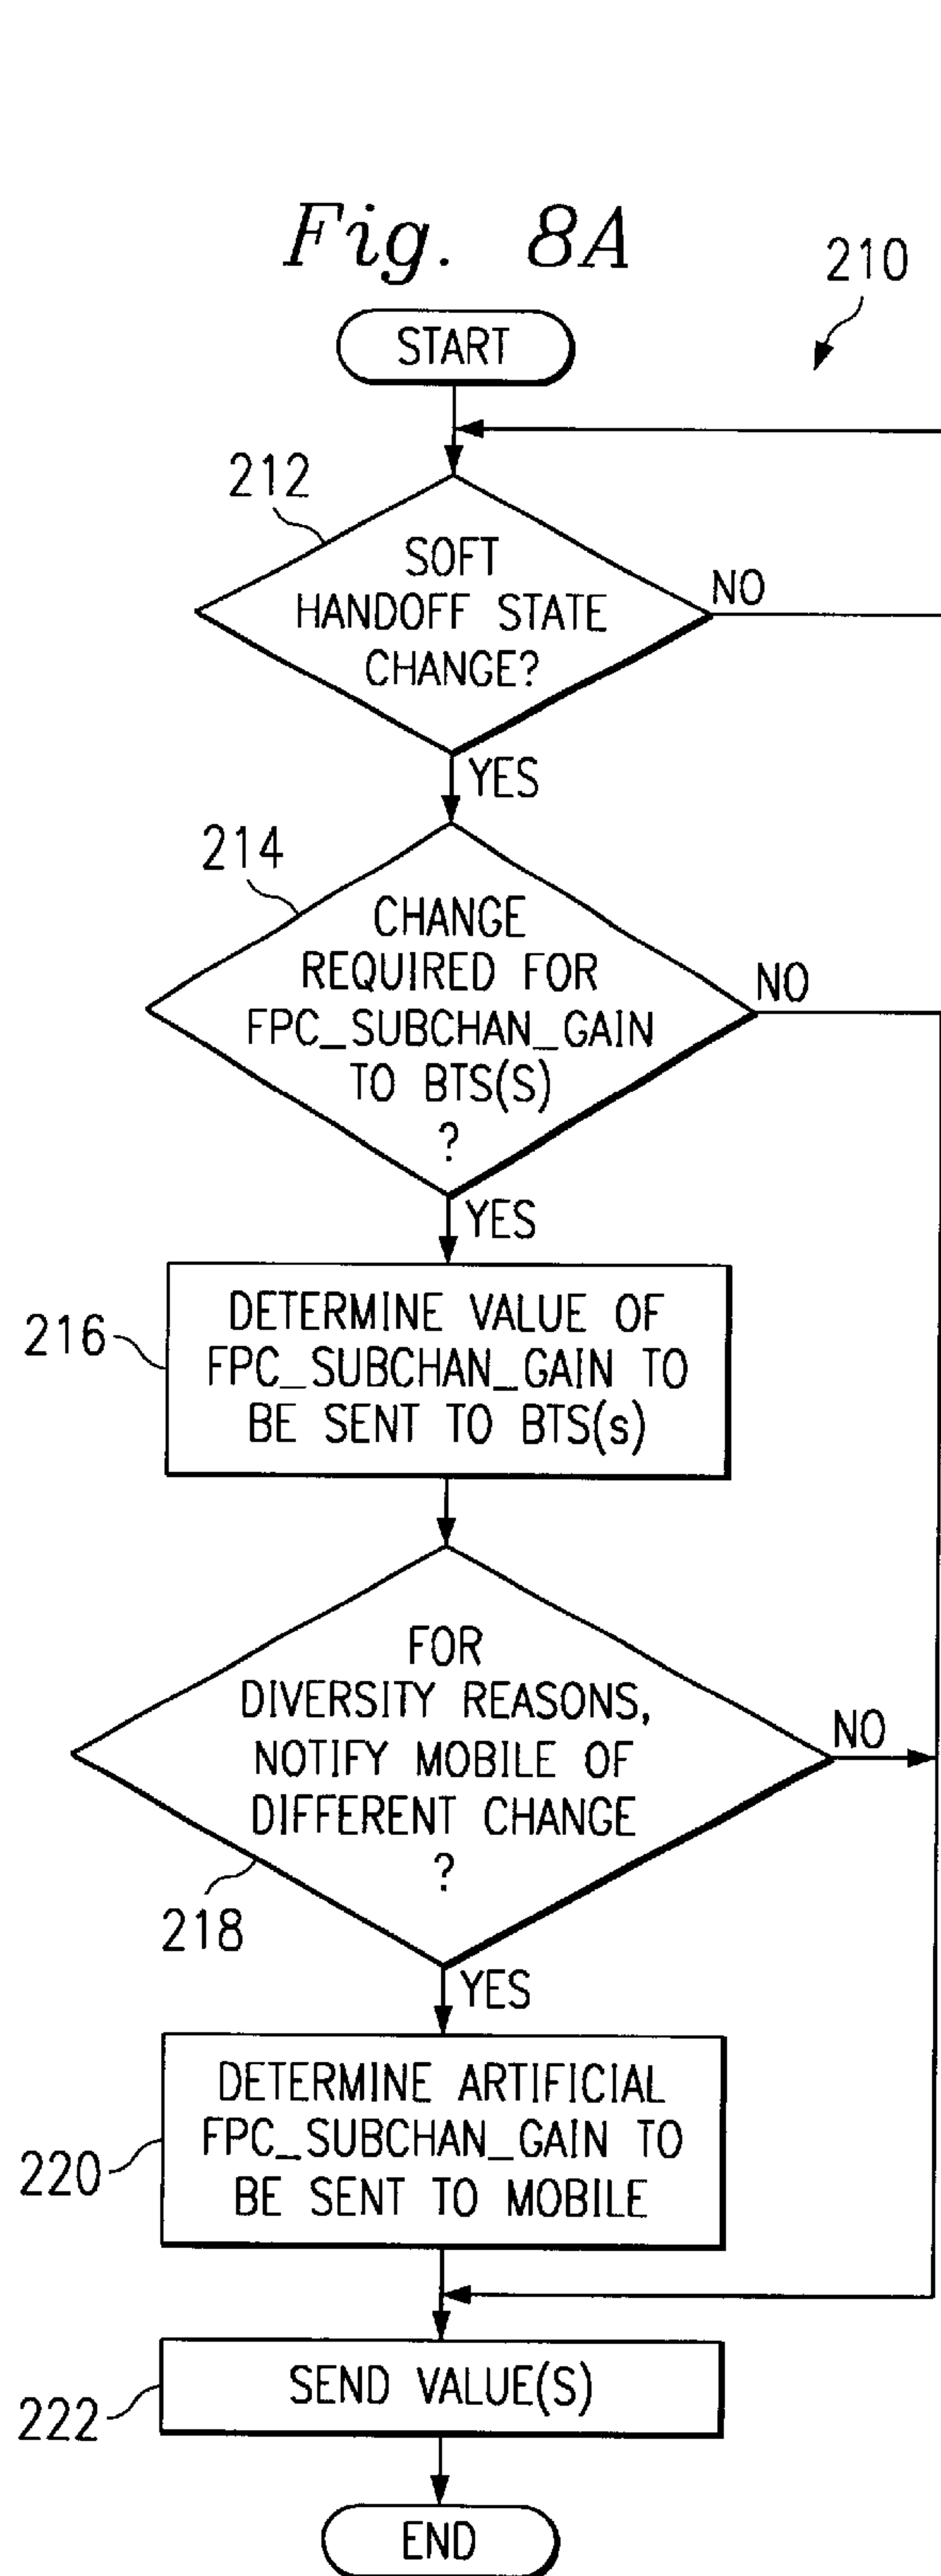 Fig. 8A
210
START
212
SOFT
HANDOFF STATE
CHANGE?
NO
YES
214
CHANGE
REQUIRED FOR
FPC_SUBCHAN_GAIN
TO BTS(S)
?
NO
YES
216
DETERMINE VALUE OF
FPC_SUBCHAN_GAIN TO
BE SENT TO BTS(s)
FOR
DIVERSITY REASONS,
NOTIFY MOBILE OF
DIFFERENT CHANGE
?
NO
218
YES
DETERMINE ARTIFICIAL
FPC_SUBCHAN_GAIN TO
BE SENT TO MOBILE
220
SEND VALUE(S)
222
END